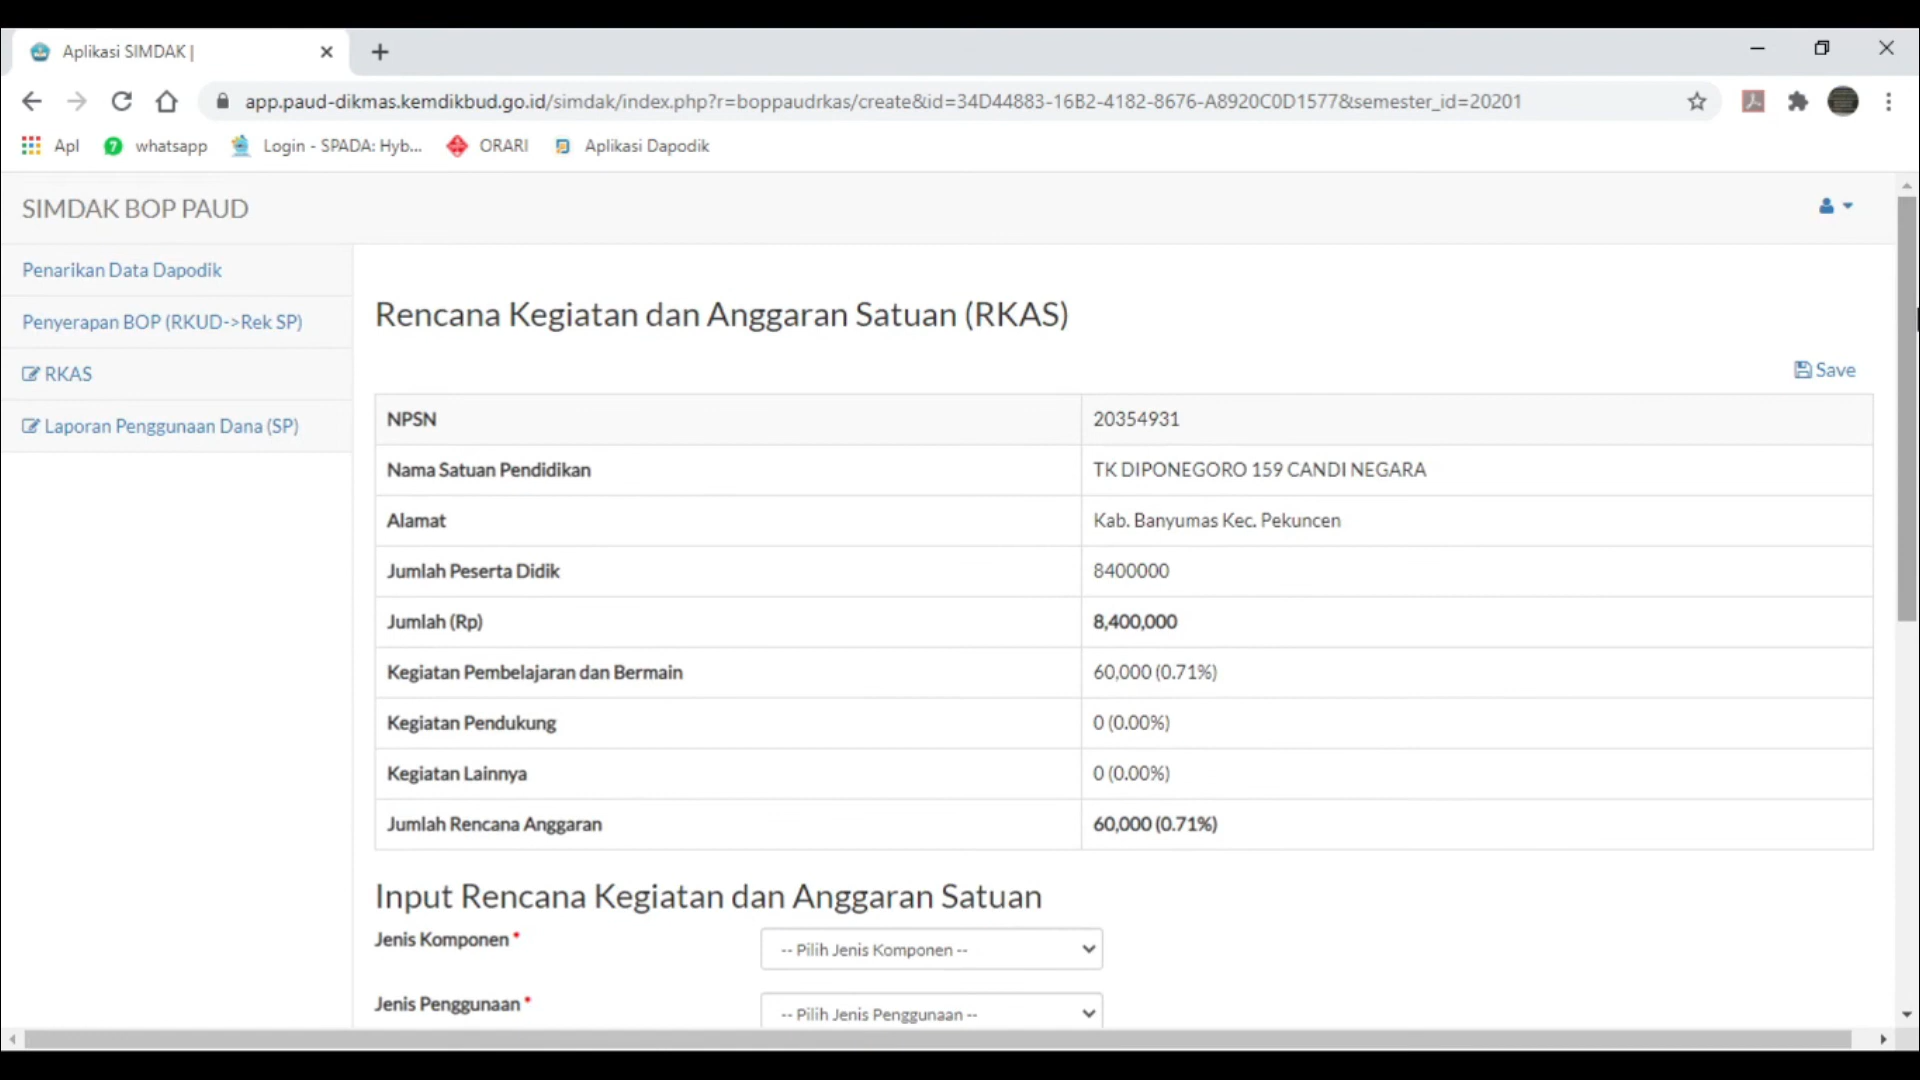 Aplikasi SIMDAK |
app.paud-dikmas.kemdikbud.go.id/simdak/index.php?r=boppaudrkas/create&id=34D44883-16B2-4182-8676-A8920C0D1577&semester_id=20201
Apl whatsapp Login - SPADA: Hyb... ORARI Aplikasi Dapodik
SIMDAK BOP PAUD
Penarikan Data Dapodik
Penyerapan BOP (RKUD->Rek SP)
RKAS
Laporan Penggunaan Dana (SP)
Rencana Kegiatan dan Anggaran Satuan (RKAS)
Save
NPSN 20354931
Nama Satuan Pendidikan TK DIPONEGORO 159 CANDI NEGARA
Alamat Kab. Banyumas Kec. Pekuncen
Jumlah Peserta Didik 8400000
Jumlah (Rp) 8,400,000
Kegiatan Pembelajaran dan Bermain 60,000 (0.71%)
Kegiatan Pendukung 0 (0.00%)
Kegiatan Lainnya 0 (0.00%)
Jumlah Rencana Anggaran 60,000 (0.71%)
Input Rencana Kegiatan dan Anggaran Satuan
Jenis Komponen * -- Pilih Jenis Komponen --
Jenis Penggunaan * -- Pilih Jenis Penggunaan --